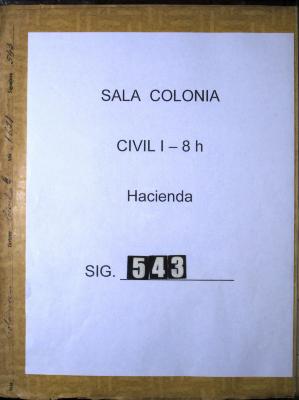 SALA COLONIA
CIVIL I – 8 h
Hacienda
SIG. 543